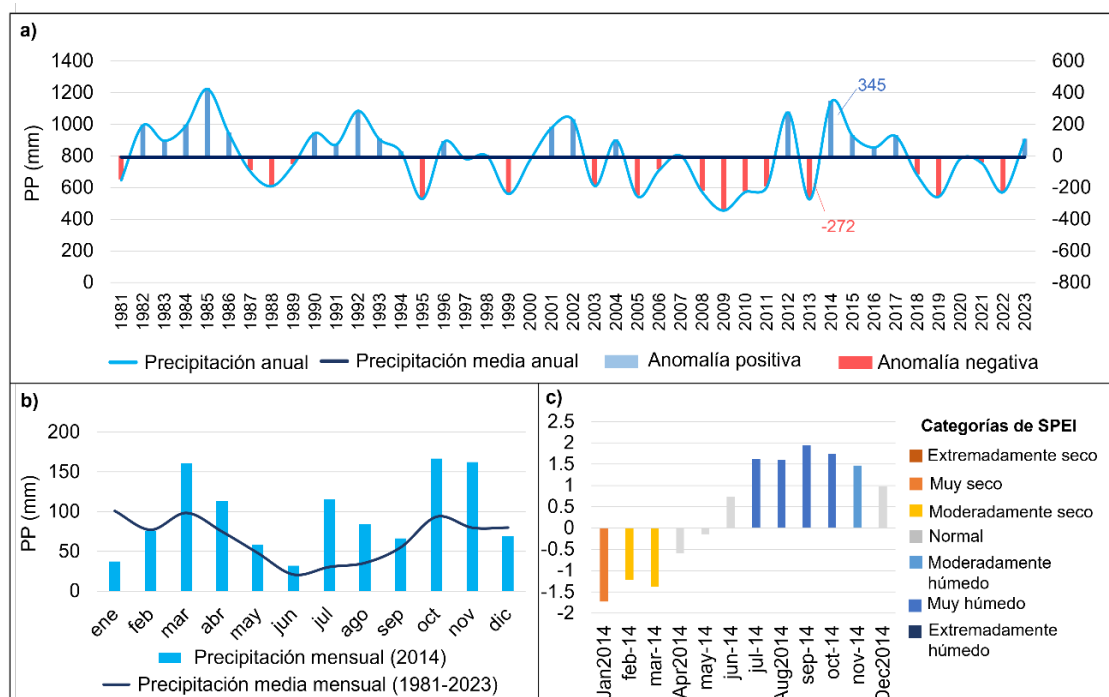 a)
1400
1200
1000
800
600
400
200
0
PP (mm)
600
400
200
0
-200
-400
-600
-800
345
-272
1981 1982 1983 1984 1985 1986 1987 1988 1989 1990 1991 1992 1993 1994 1995 1996 1997 1998 1999 2000 2001 2002 2003 2004 2005 2006 2007 2008 2009 2010 2011 2012 2013 2014 2015 2016 2017 2018 2019 2020 2021 2022 2023
Precipitación anual Precipitación media anual Anomalía positiva Anomalía negativa
b)
200
150
100
50
0
PP (mm)
ene feb mar abr may jun jul ago sep oct nov dic
Precipitación mensual (2014)
Precipitación media mensual (1981-2023)
c)
2.5
2
1.5
1
0.5
0
-0.5
-1
-1.5
-2
Jan2014 feb-14 mar-14 Apr2014 may-14 jun-14 jul-14 Aug2014 sep-14 oct-14 nov-14 Dec2014
Categorías de SPEI
Extremadamente seco
Muy seco
Moderadamente seco
Normal
Moderadamente
húmedo
Muy húmedo
Extremadamente
húmedo